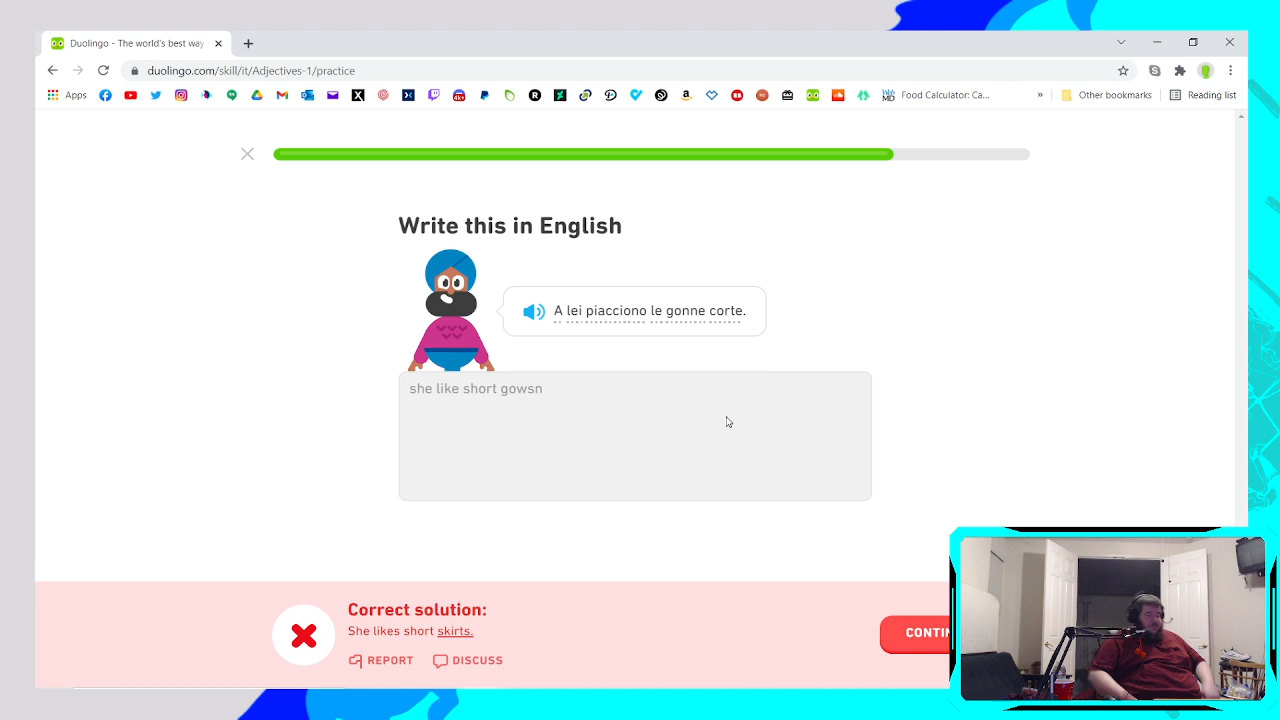 Duolingo - The world's best way
duolingo.com/skill/it/Adjectives-1/practice
Apps
Food Calculator: Ca...
»
Other bookmarks
Reading list
Write this in English
A lei piacciono le gonne corte.
she like short gowsn
Correct solution:
She likes short skirts.
REPORT
DISCUSS
CONTIN